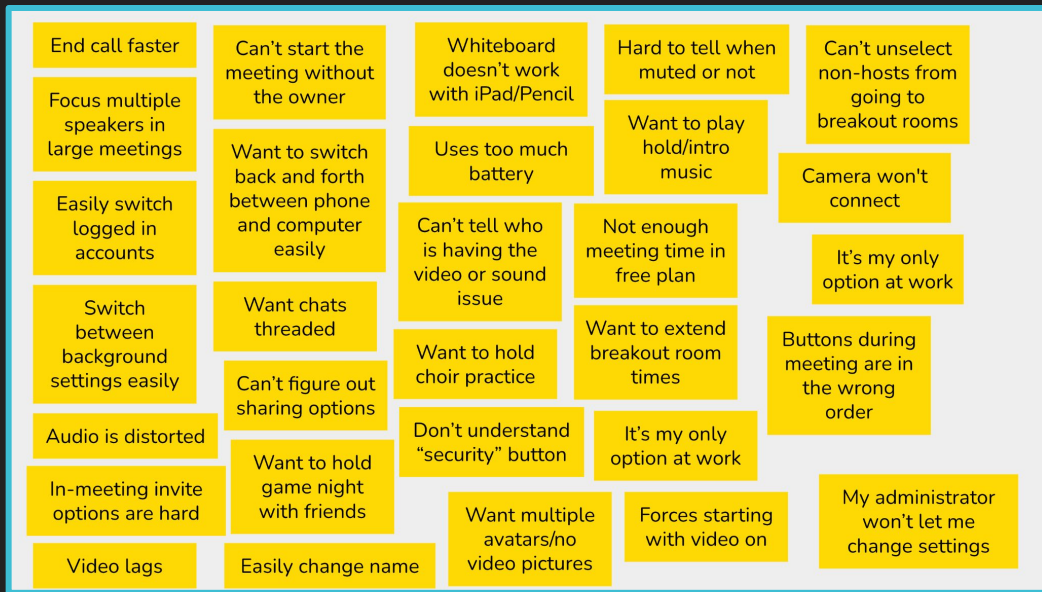 End call faster
Focus multiple
speakers in
large meetings
Easily switch
logged in
accounts
Switch
between
background
settings easily
Audio is distorted
In-meeting invite
options are hard
Video lags
Can’t start the
meeting without
the owner
Want to switch
back and forth
between phone
and computer
easily
Want chats
threaded
Can’t figure out
sharing options
Want to hold
game night
with friends
Easily change name
Whiteboard
doesn’t work
with iPad/Pencil
Uses too much
battery
Can’t tell who
is having the
video or sound
issue
Want to hold
choir practice
Don’t understand
“security” button
Want multiple
avatars/no
video pictures
Hard to tell when
muted or not
Want to play
hold/intro
music
Not enough
meeting time in
free plan
Want to extend
breakout room
times
It’s my only
option at work
Forces starting
with video on
Can’t unselect
non-hosts from
going to
breakout rooms
Camera won't
connect
It’s my only
option at work
Buttons during
meeting are in
the wrong
order
My administrator
won’t let me
change settings